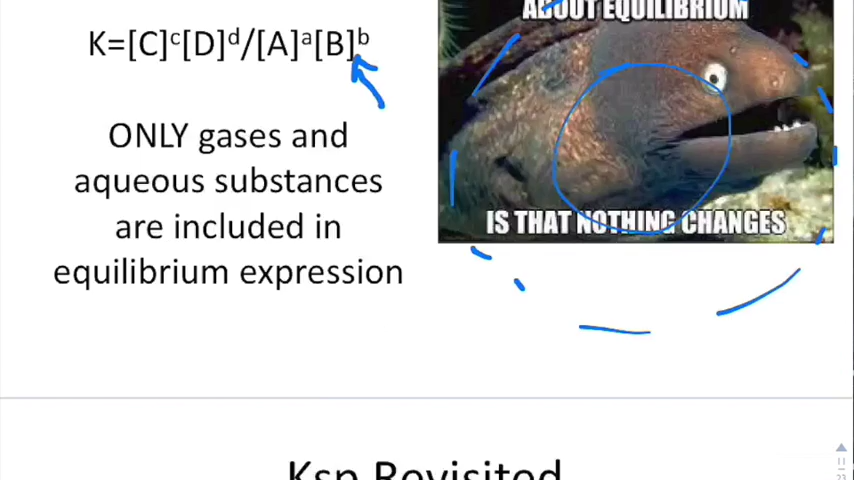 K=[C]ᶜ[D]ᵈ/[A]ᵃ[B]ᵇ
ONLY gases and
aqueous substances
are included in
equilibrium expression
ABOUT EQUILIBRIUM
IS THAT NOTHING CHANGES
Ksp Revisited